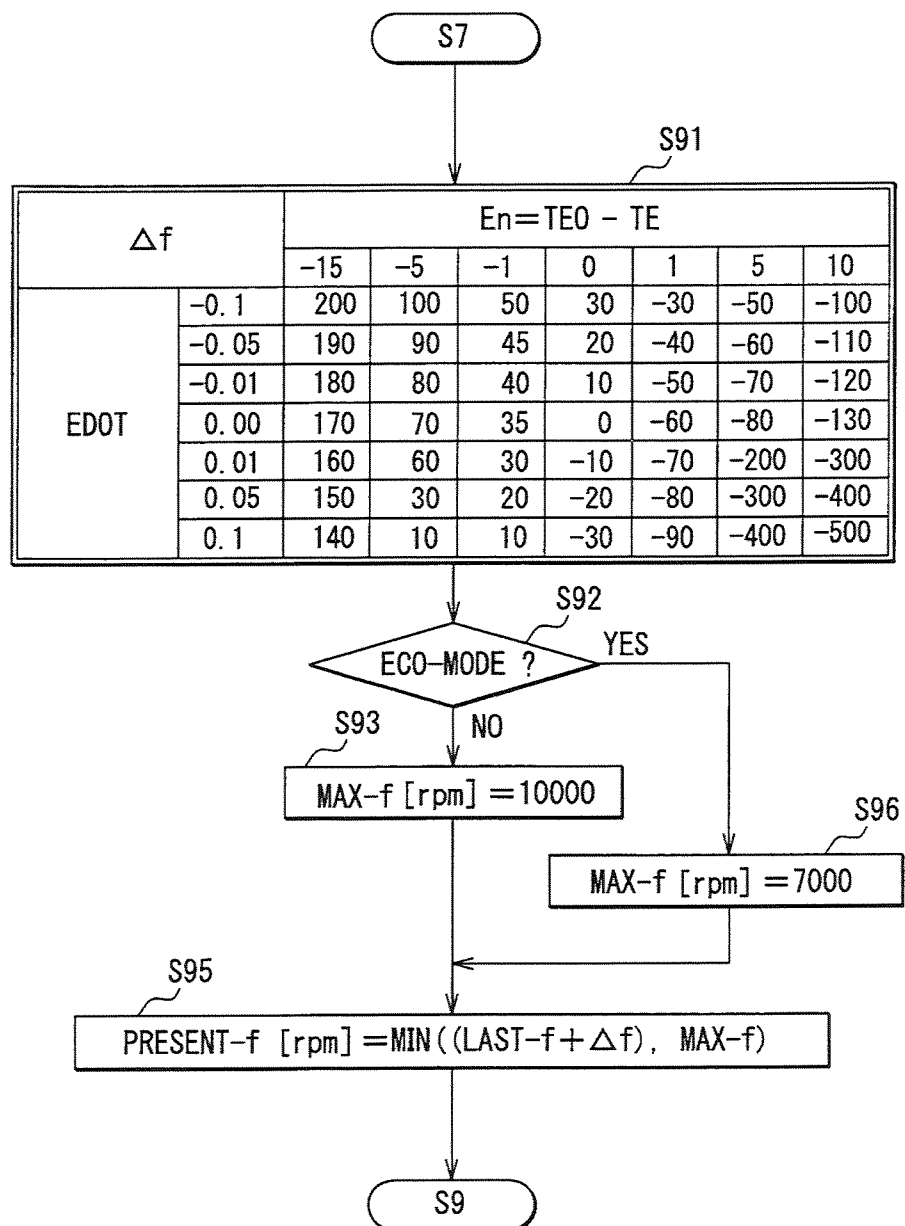 S7
S91
△f
En=TEO - TE
-15 -5 -1 0 1 5 10
EDOT
-0.1 200 100 50 30 -30 -50 -100
-0.05 190 90 45 20 -40 -60 -110
-0.01 180 80 40 10 -50 -70 -120
0.00 170 70 35 0 -60 -80 -130
0.01 160 60 30 -10 -70 -200 -300
0.05 150 30 20 -20 -80 -300 -400
0.1 140 10 10 -30 -90 -400 -500
S92
ECO-MODE ?
YES
NO
S93
MAX-f [rpm] =10000
S96
MAX-f [rpm] =7000
S95
PRESENT-f [rpm] =MIN((LAST-f+△f), MAX-f)
S9